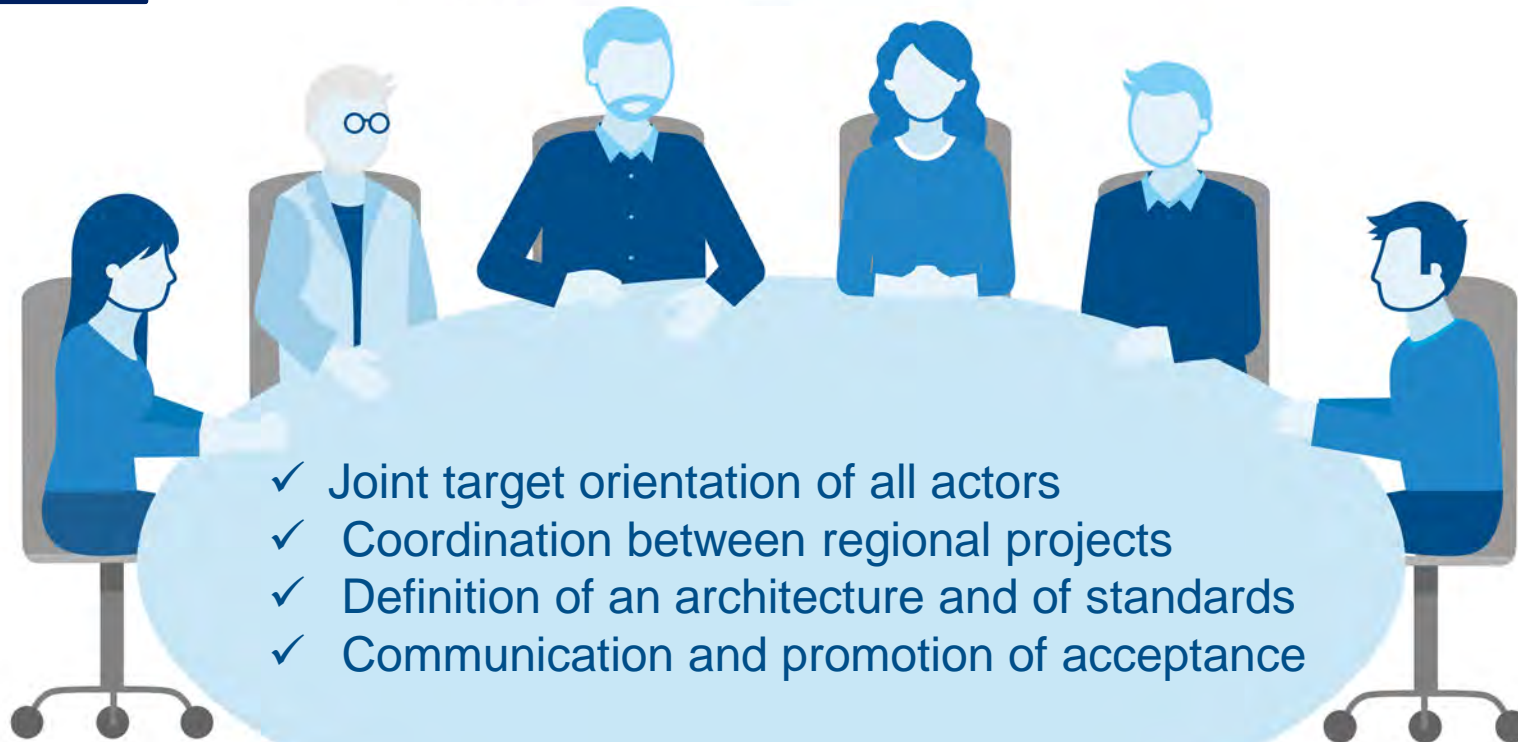 ✓ Joint target orientation of all actors
✓ Coordination between regional projects
✓ Definition of an architecture and of standards
✓ Communication and promotion of acceptance